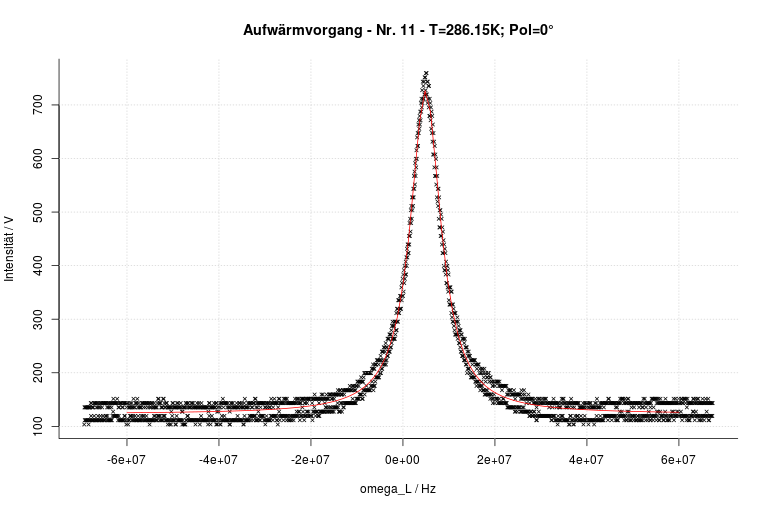 Aufwärmvorgang - Nr. 11 - T=286.15K; Pol=0°
Intensität / V
700
600
500
400
300
200
100
-6e+07 -4e+07 -2e+07 0e+00 2e+07 4e+07 6e+07
omega_L / Hz